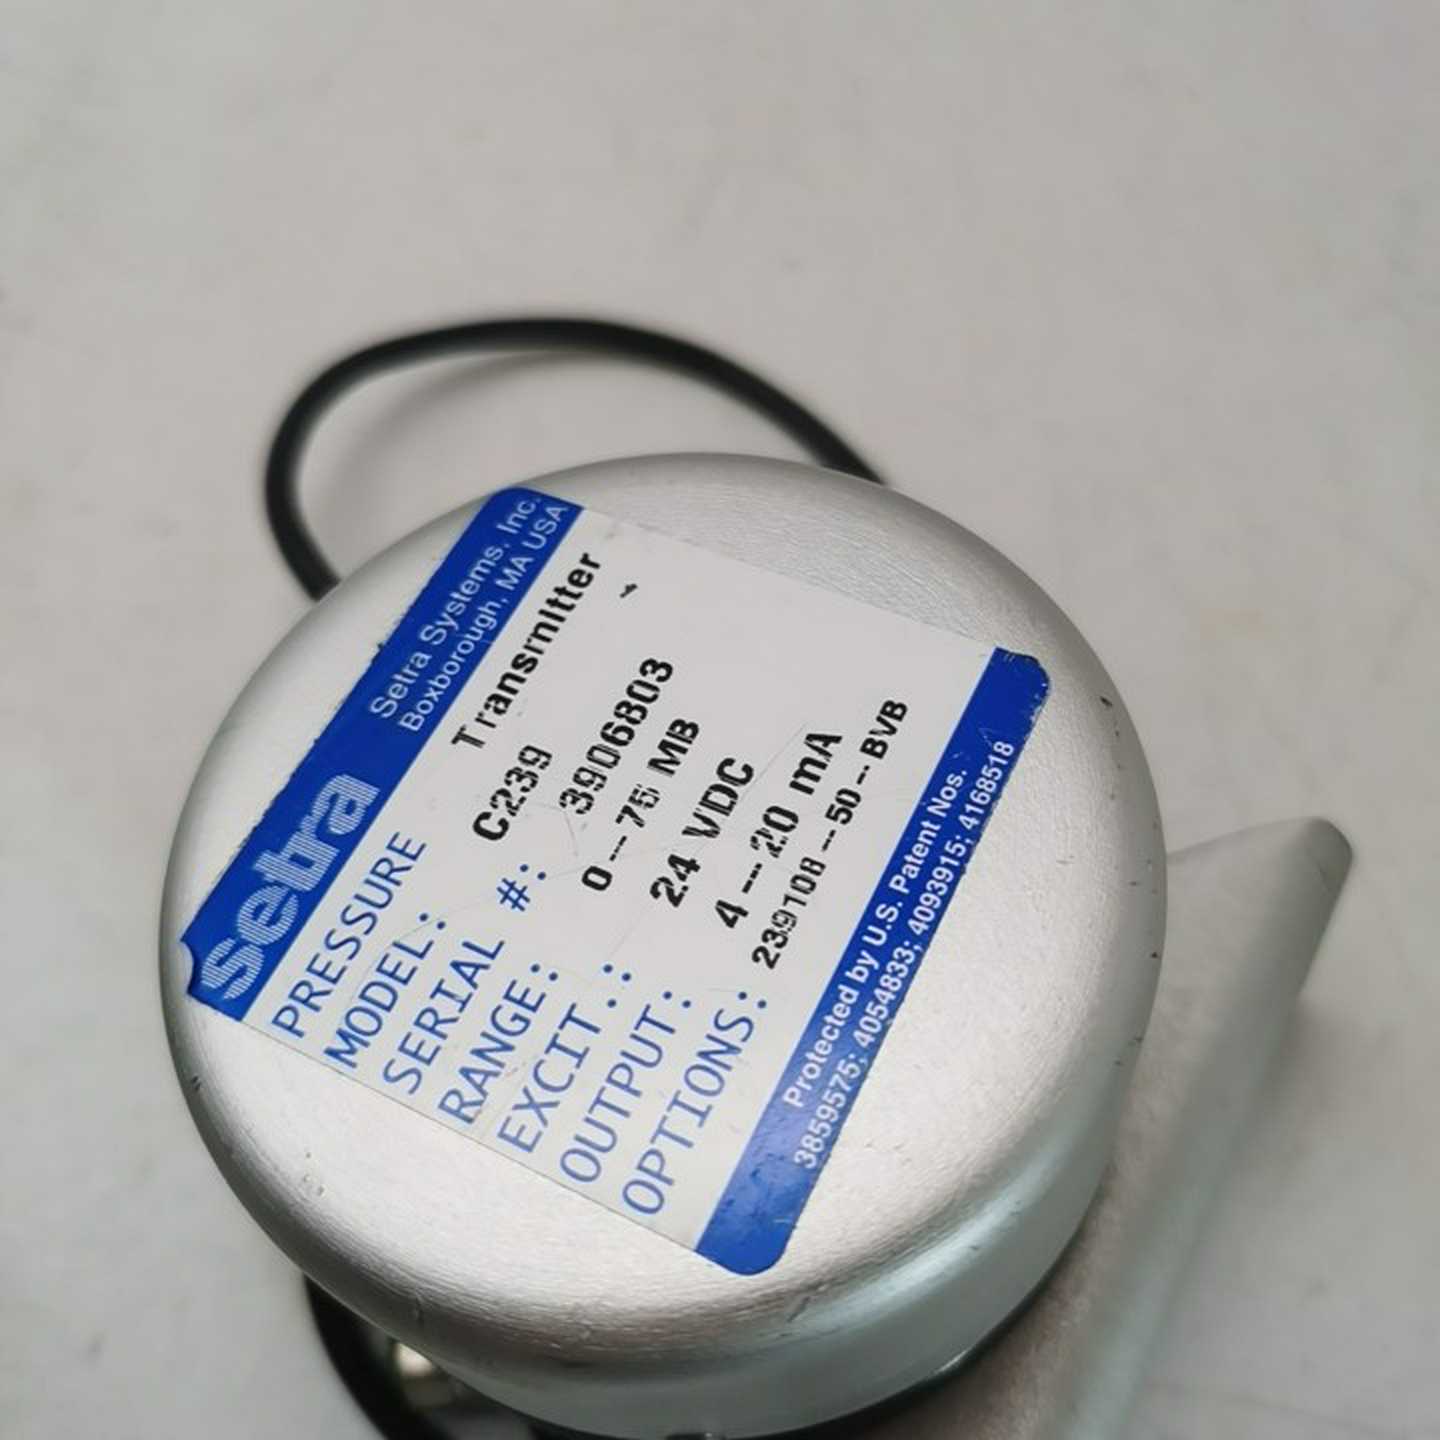 Setra
Setra Systems, Inc.
Boxborough, MA USA
PRESSURE Transmitter
MODEL: C239
SERIAL #: 3906803
RANGE: 0--75 MB
EXCIT.: 24 VDC
OUTPUT: 4--20 mA
OPTIONS: 239108--50--BVB
Protected by U.S. Patent Nos.
3859575; 4054833; 4093915; 4168518